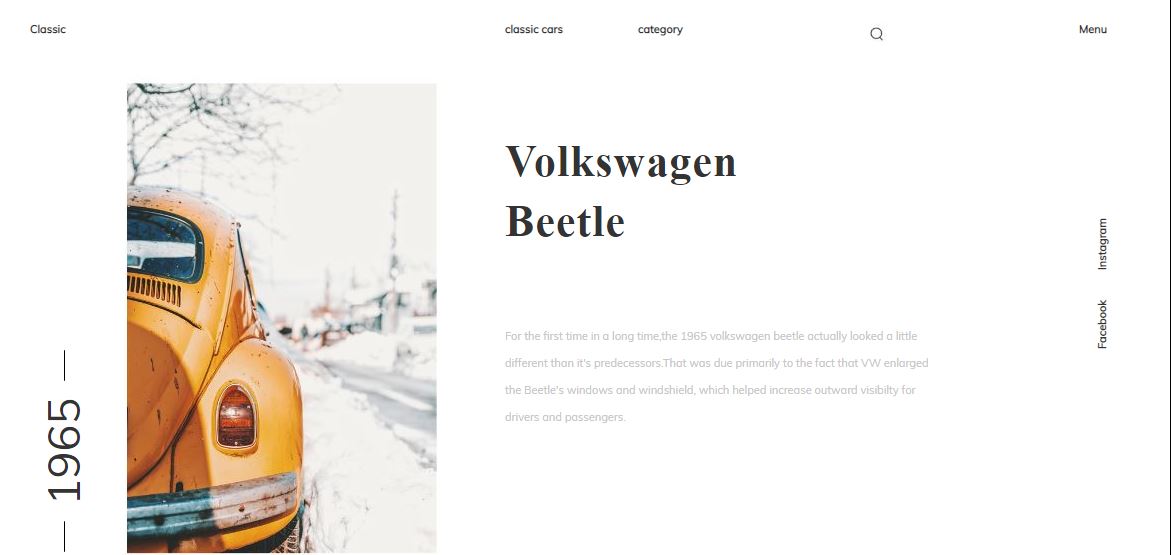 Classic
classic cars
category
Menu
Volkswagen
Beetle
For the first time in a long time,the 1965 volkswagen beetle actually looked a little
different than it's predecessors.That was due primarily to the fact that VW enlarged
the Beetle's windows and windshield, which helped increase outward visibilty for
drivers and passengers.
1965
Instagram
Facebook